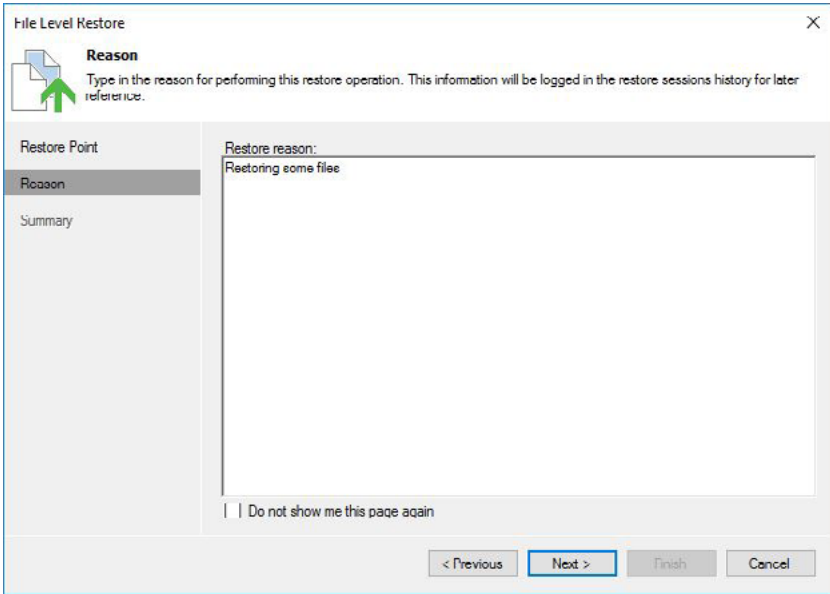 File Level Restore
Reason
Type in the reason for performing this restore operation. This information will be logged in the restore sessions history for later
reference.
Restore Point
Restore reason:
Restoring some files
Reason
Summary
Do not show me this page again
< Previous
Next >
Finish
Cancel